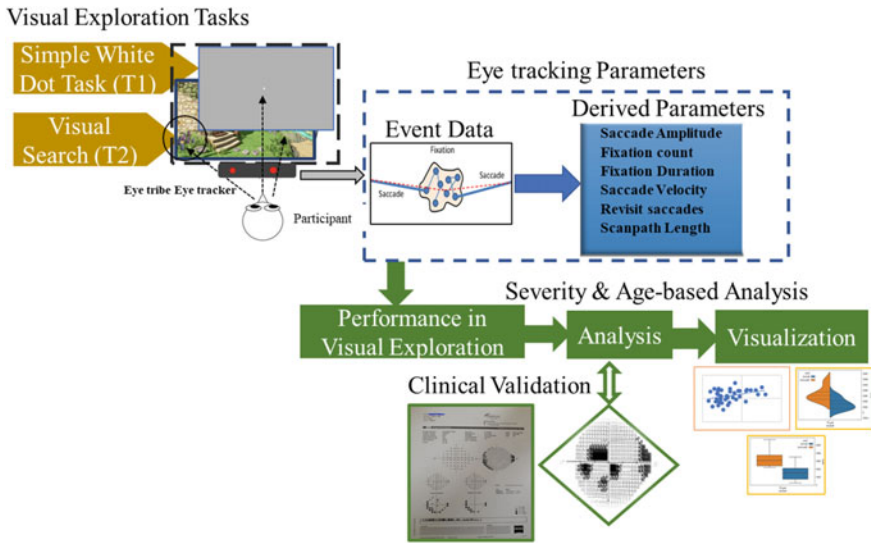 Visual Exploration Tasks
Simple White
Dot Task (T1)
Visual
Search (T2)
Eye tribe Eye tracker
Participant
Eye tracking Parameters
Event Data
Fixation
Saccade
Saccade
Derived Parameters
Saccade Amplitude
Fixation count
Fixation Duration
Saccade Velocity
Revisit saccades
Scanpath Length
Severity & Age-based Analysis
Performance in
Visual Exploration
Analysis
Visualization
Clinical Validation